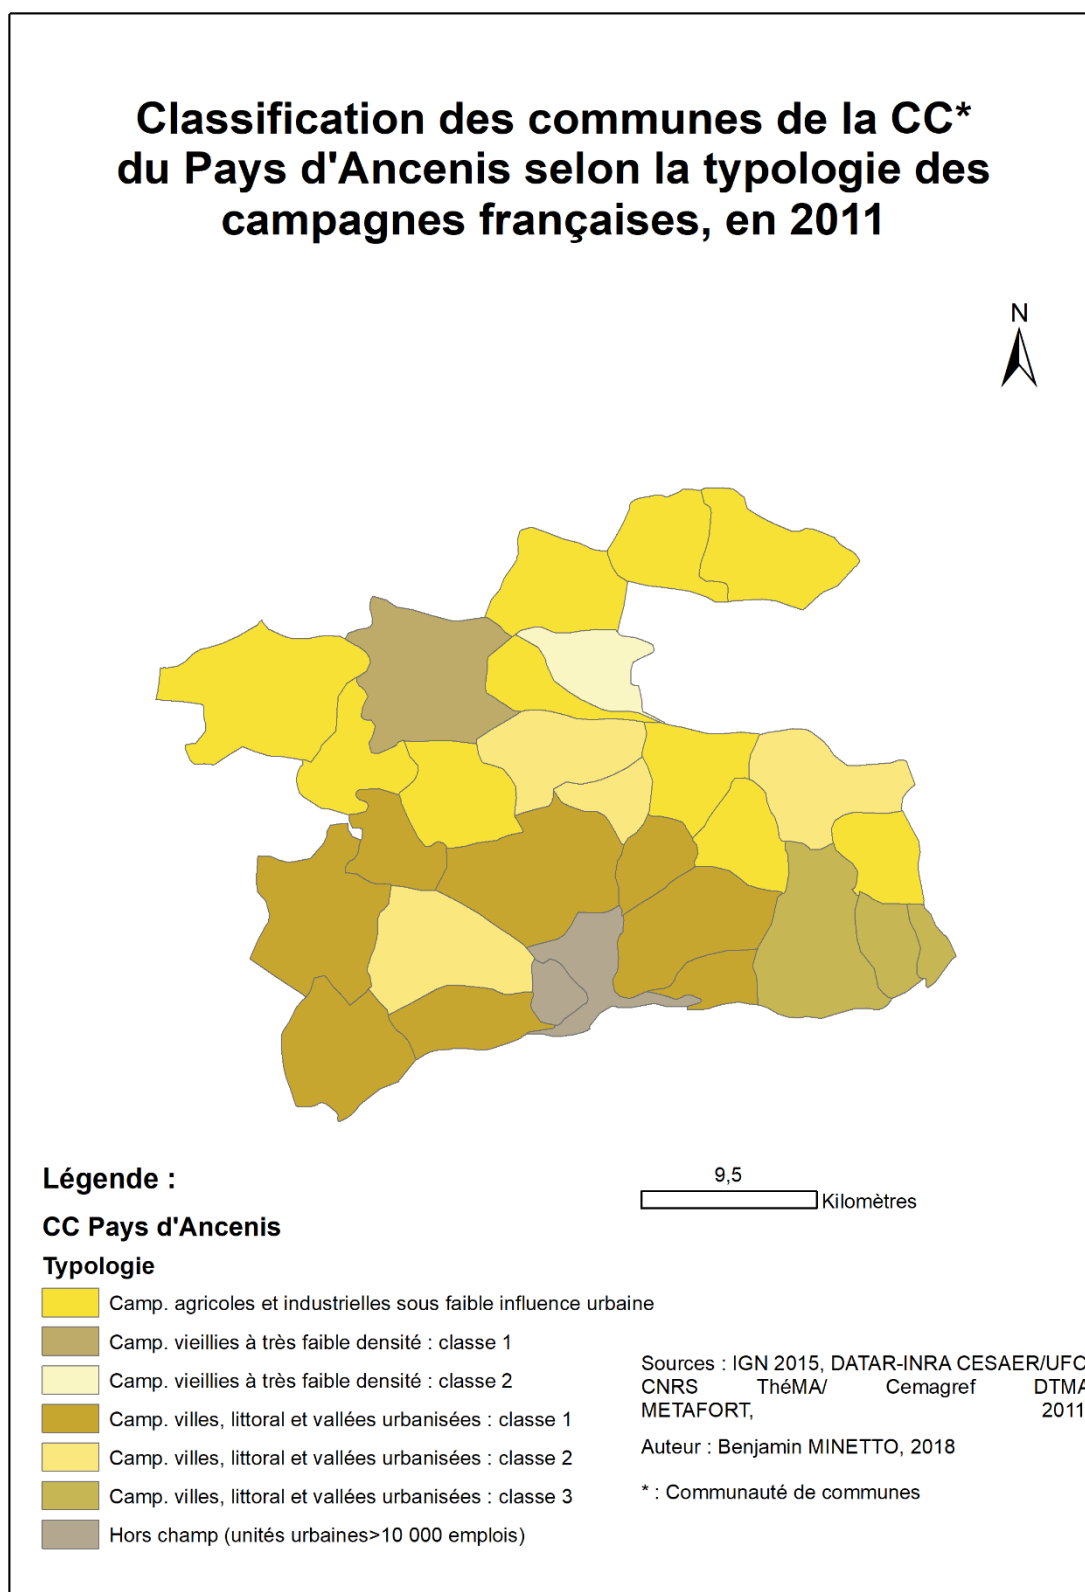 Classification des communes de la CC*
du Pays d'Ancenis selon la typologie des
campagnes françaises, en 2011
N
Légende :
CC Pays d'Ancenis
Typologie
Camp. agricoles et industrielles sous faible influence urbaine
Camp. vieillies à très faible densité : classe 1
Camp. vieillies à très faible densité : classe 2
Camp. villes, littoral et vallées urbanisées : classe 1
Camp. villes, littoral et vallées urbanisées : classe 2
Camp. villes, littoral et vallées urbanisées : classe 3
Hors champ (unités urbaines>10 000 emplois)
9,5
Kilomètres
Sources : IGN 2015, DATAR-INRA CESAER/UFC
CNRS ThéMA/ Cemagref DTMA
METAFORT, 2011
Auteur : Benjamin MINETTO, 2018
* : Communauté de communes